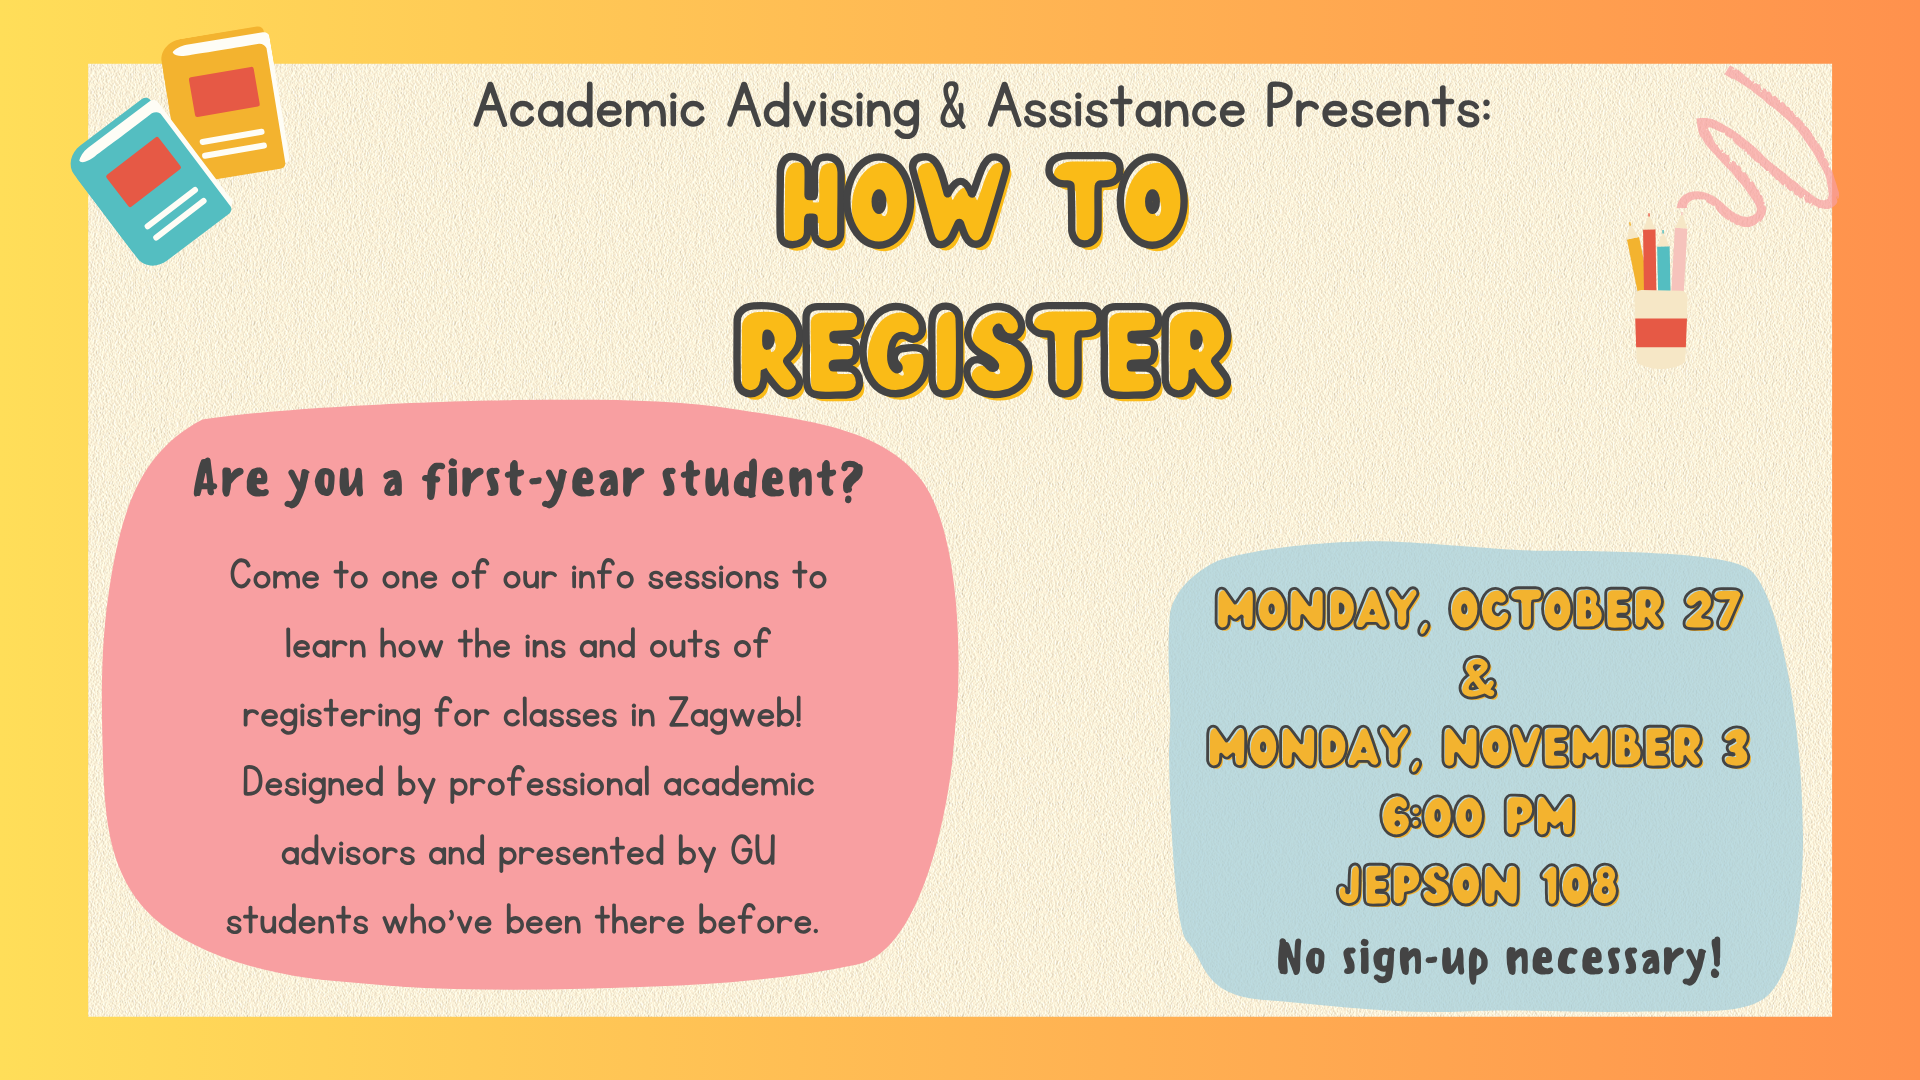 Academic Advising & Assistance Presents:
HOW TO
REGISTER
Are you a first-year student?
Come to one of our info sessions to
learn how the ins and outs of
registering for classes in Zagweb!
Designed by professional academic
advisors and presented by GU
students who've been there before.
MONDAY, OCTOBER 27
&
MONDAY, NOVEMBER 3
6:00 PM
JEPSON 108
No sign-up necessary!